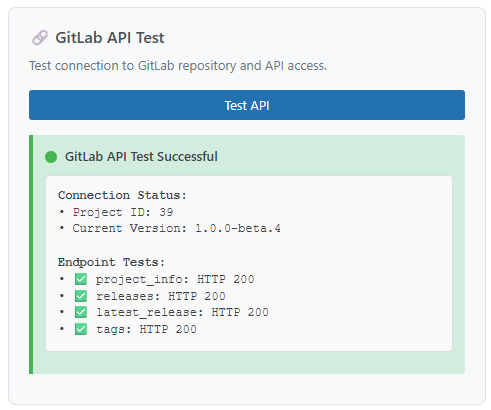 🔗 GitLab API Test
Test connection to GitLab repository and API access.
Test API
GitLab API Test Successful
Connection Status:
• Project ID: 39
• Current Version: 1.0.0-beta.4
Endpoint Tests:
• ✅ project_info: HTTP 200
• ✅ releases: HTTP 200
• ✅ latest_release: HTTP 200
• ✅ tags: HTTP 200